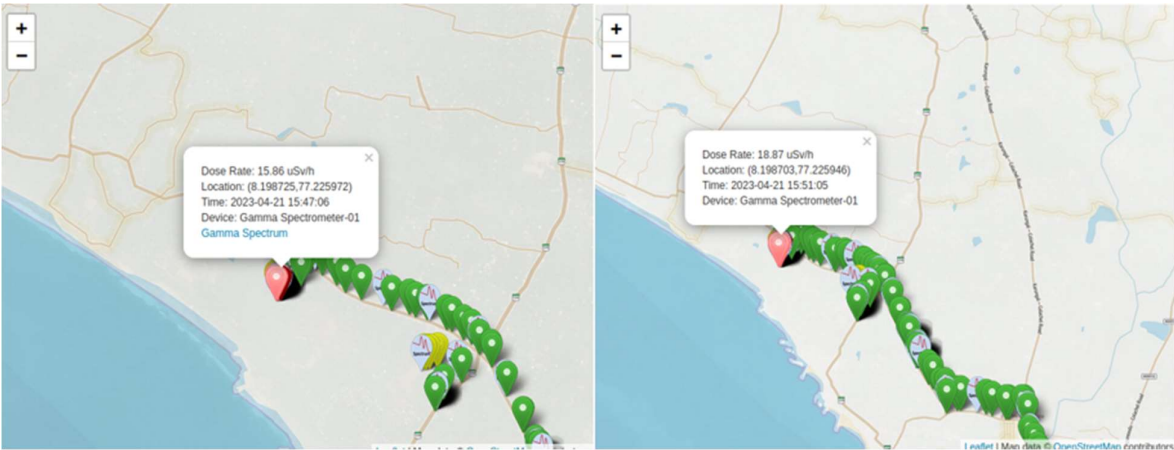 +
−
×
Dose Rate: 15.86 uSv/h
Location: (8.198725,77.225972)
Time: 2023-04-21 15:47:06
Device: Gamma Spectrometer-01
Gamma Spectrum
+
−
×
Dose Rate: 18.87 uSv/h
Location: (8.198703,77.225946)
Time: 2023-04-21 15:51:05
Device: Gamma Spectrometer-01
Leaflet | Map data © OpenStreetMap contributors